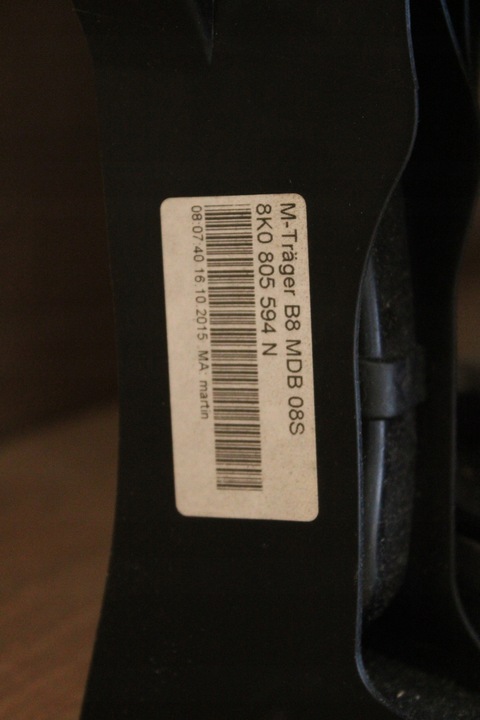 M-Träger B8 MDB 08S
8K0 805 594 N
08:07:40 16.10.2015 MA: martin